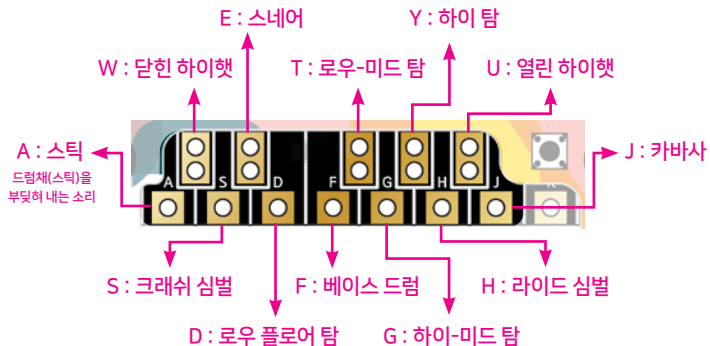 E : 스네어
Y : 하이 탐
W : 닫힌 하이햇
T : 로우-미드 탐
U : 열린 하이햇
A : 스틱
드럼채(스틱)을
부딪혀 내는 소리
J : 카바사
A
S
D
F
G
H
J
K
S : 크래쉬 심벌
F : 베이스 드럼
H : 라이드 심벌
D : 로우 플로어 탐
G : 하이-미드 탐